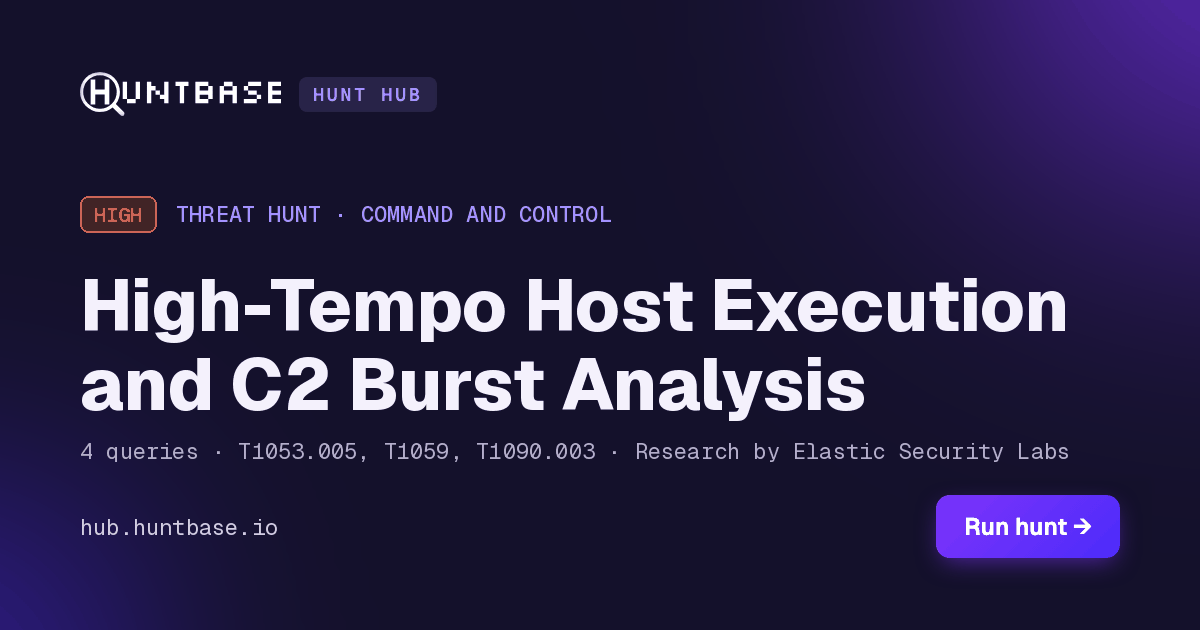 HUNTBASE HUNT HUB
HIGH THREAT HUNT · COMMAND AND CONTROL
High-Tempo Host Execution
and C2 Burst Analysis
4 queries · T1053.005, T1059, T1090.003 · Research by Elastic Security Labs
hub.huntbase.io
Run hunt →